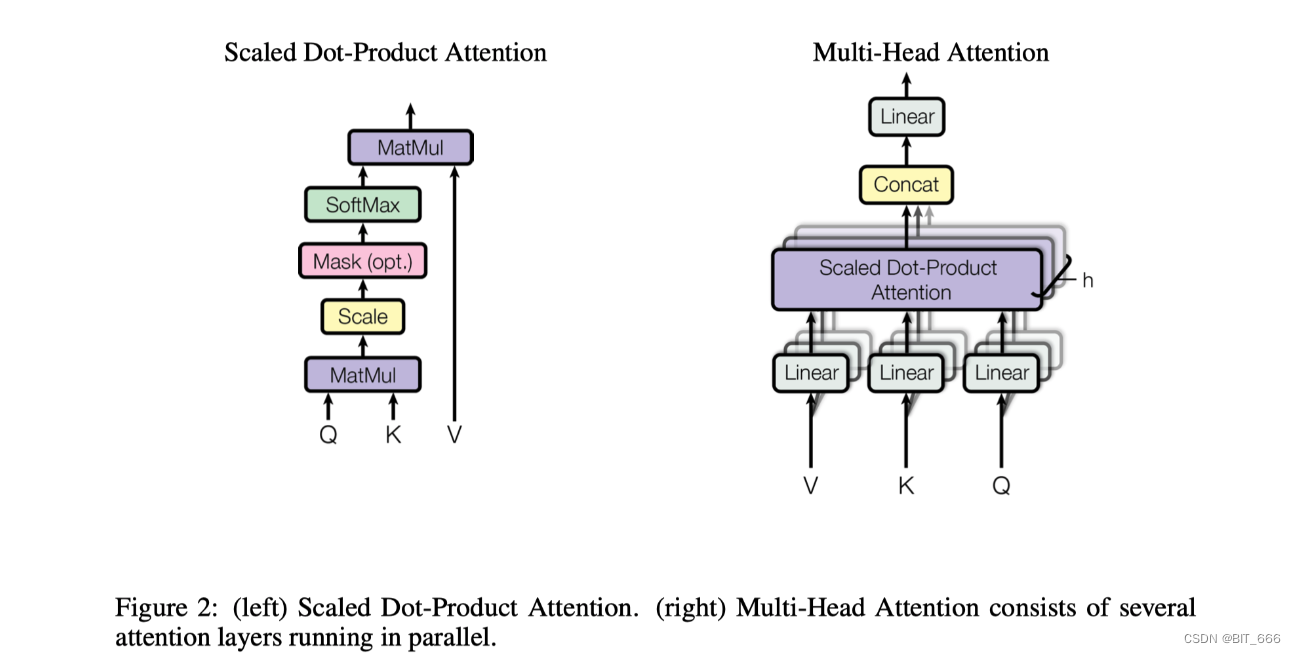 Scaled Dot-Product Attention
MatMul
SoftMax
Mask (opt.)
Scale
MatMul
Q K V
Multi-Head Attention
Linear
Concat
Scaled Dot-Product
Attention
h
Linear Linear Linear
V K Q
Figure 2: (left) Scaled Dot-Product Attention. (right) Multi-Head Attention consists of several
attention layers running in parallel.
CSDN @BIT_666